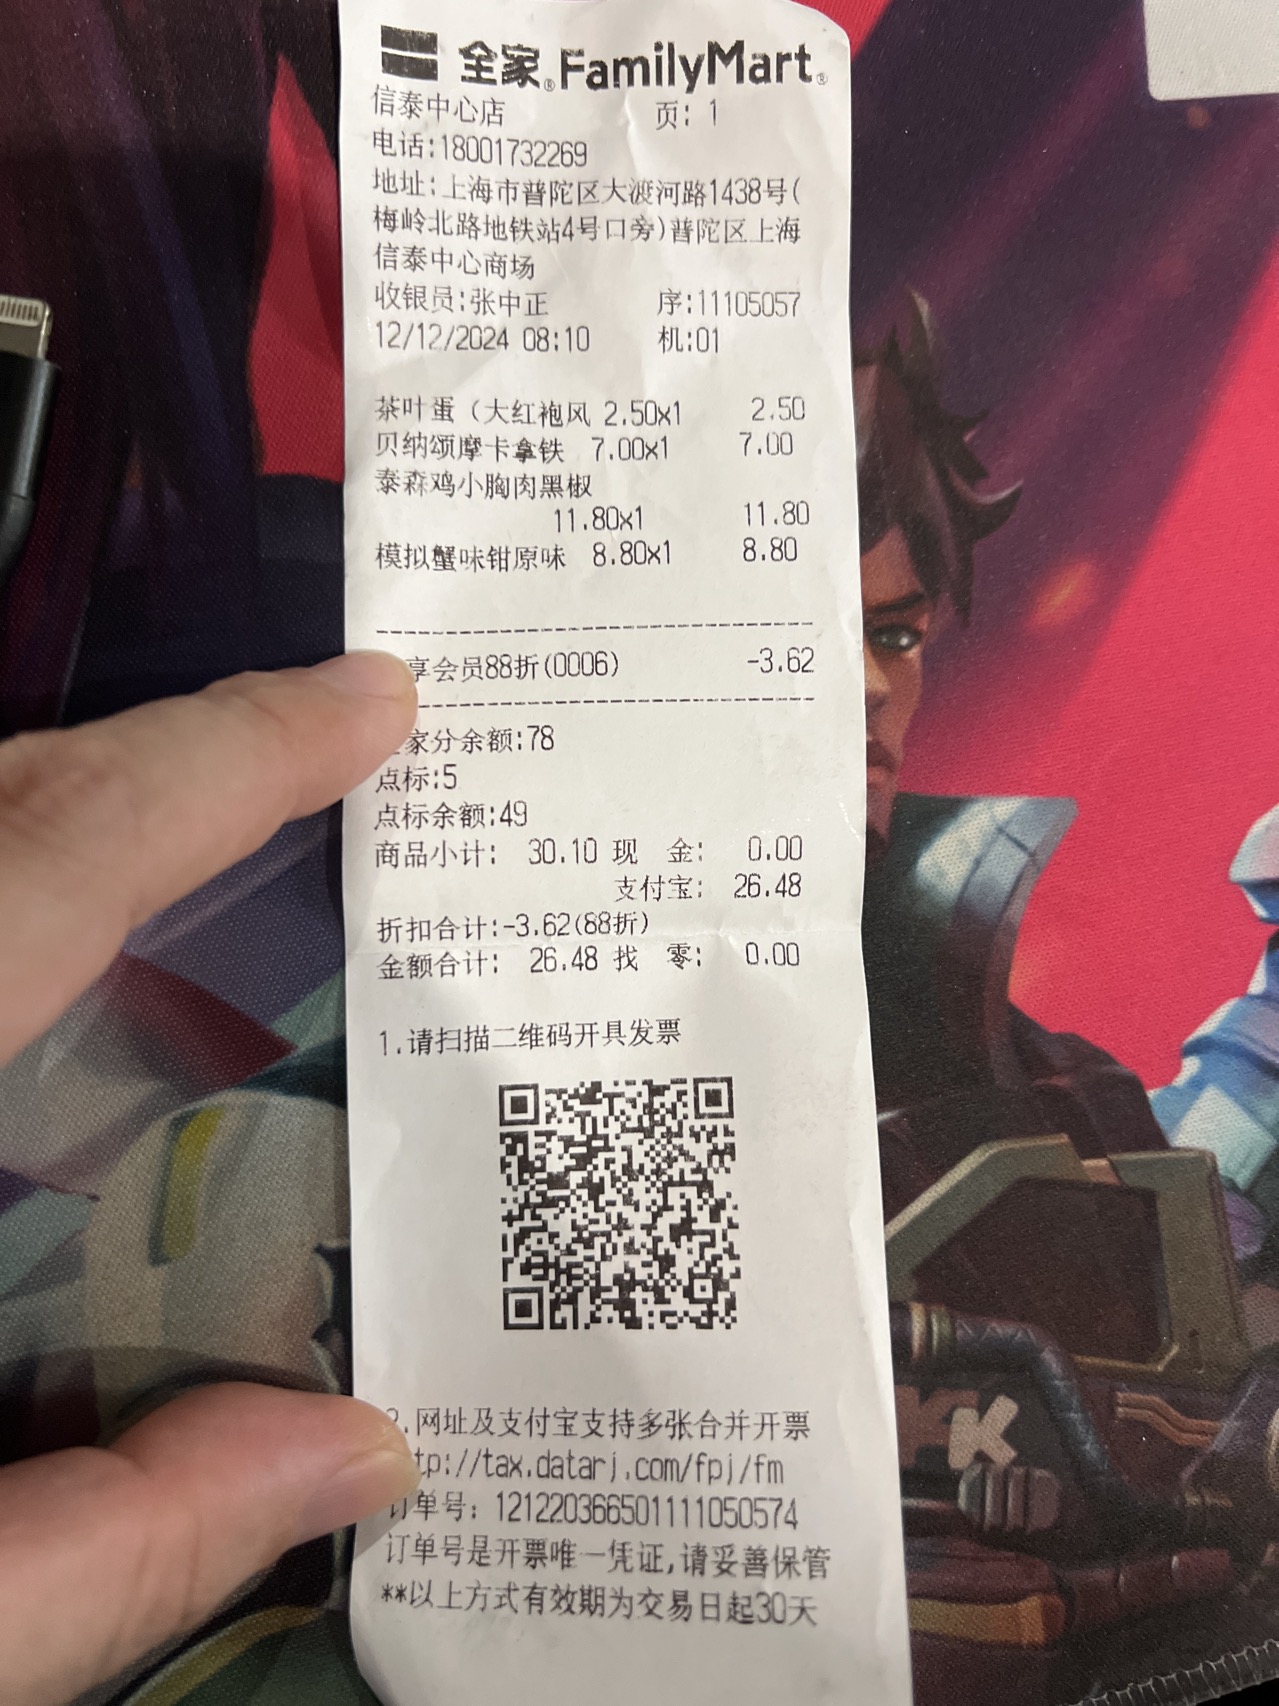 全家® FamilyMart®
信泰中心店 页: 1
电话:18001732269
地址:上海市普陀区大渡河路1438号(
梅岭北路地铁站4号口旁)普陀区上海
信泰中心商场
收银员:张中正 序:11105057
12/12/2024 08:10 机:01
茶叶蛋（大红袍风 2.50x1 2.50
贝纳颂摩卡拿铁 7.00x1 7.00
泰森鸡小胸肉黑椒
11.80x1 11.80
模拟蟹味钳原味 8.80x1 8.80
享会员88折(0006) -3.62
家分余额:78
点标:5
点标余额:49
商品小计: 30.10 现 金: 0.00
支付宝: 26.48
折扣合计:-3.62(88折)
金额合计: 26.48 找 零: 0.00
1.请扫描二维码开具发票
2.网址及支付宝支持多张合并开票
tp://tax.datarj.com/fpj/fm
订单号: 1212203665011111050574
订单号是开票唯一凭证,请妥善保管
**以上方式有效期为交易日起30天